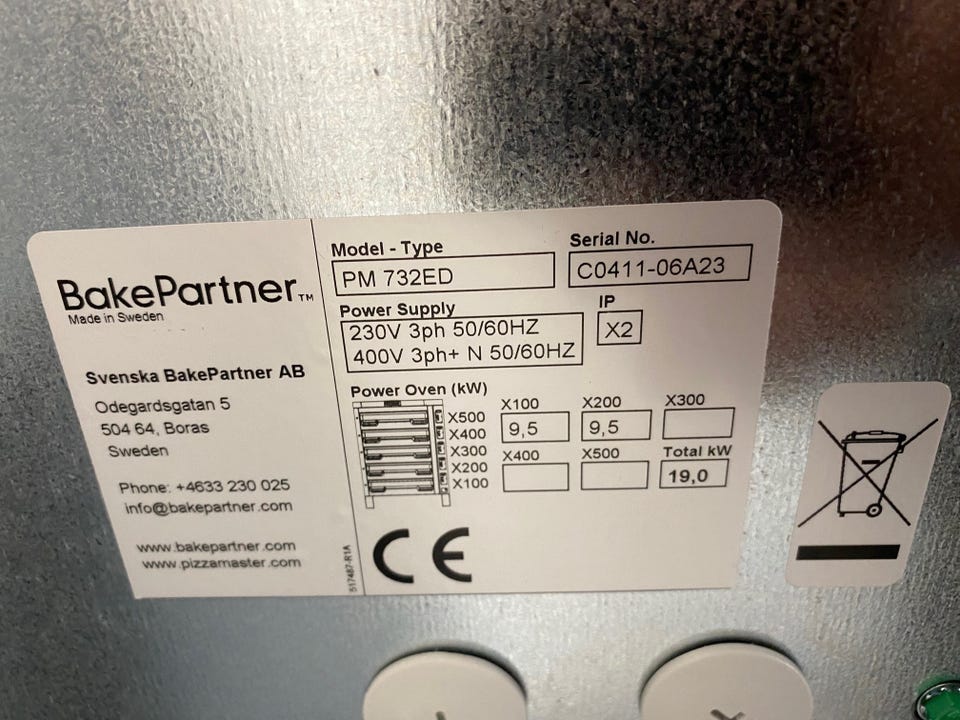 BakePartner™
Made in Sweden
Svenska BakePartner AB
Odegardsgatan 5
504 64, Boras
Sweden
Phone: +4633 230 025
info@bakepartner.com
www.bakepartner.com
www.pizzamaster.com
Model - Type
PM 732ED
Serial No.
C0411-06A23
Power Supply
230V 3ph 50/60HZ
400V 3ph+ N 50/60HZ
IP
X2
Power Oven (kW)
X500
X400
X300
X200
X100
X100
9,5
X200
9,5
X300
X400
X500
Total kW
19,0
CE
517487-R1A